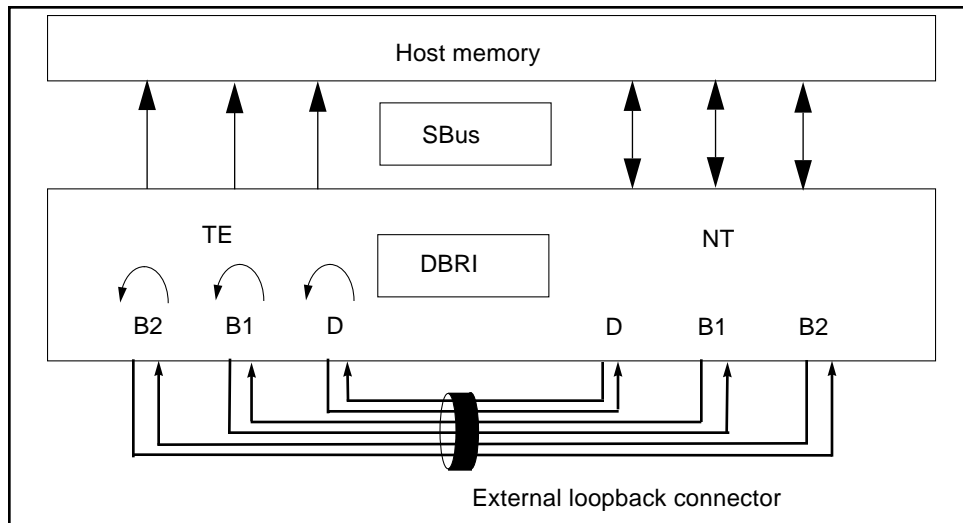 Host memory
SBus
TE
NT
DBRI
B2 B1 D D B1 B2
External loopback connector